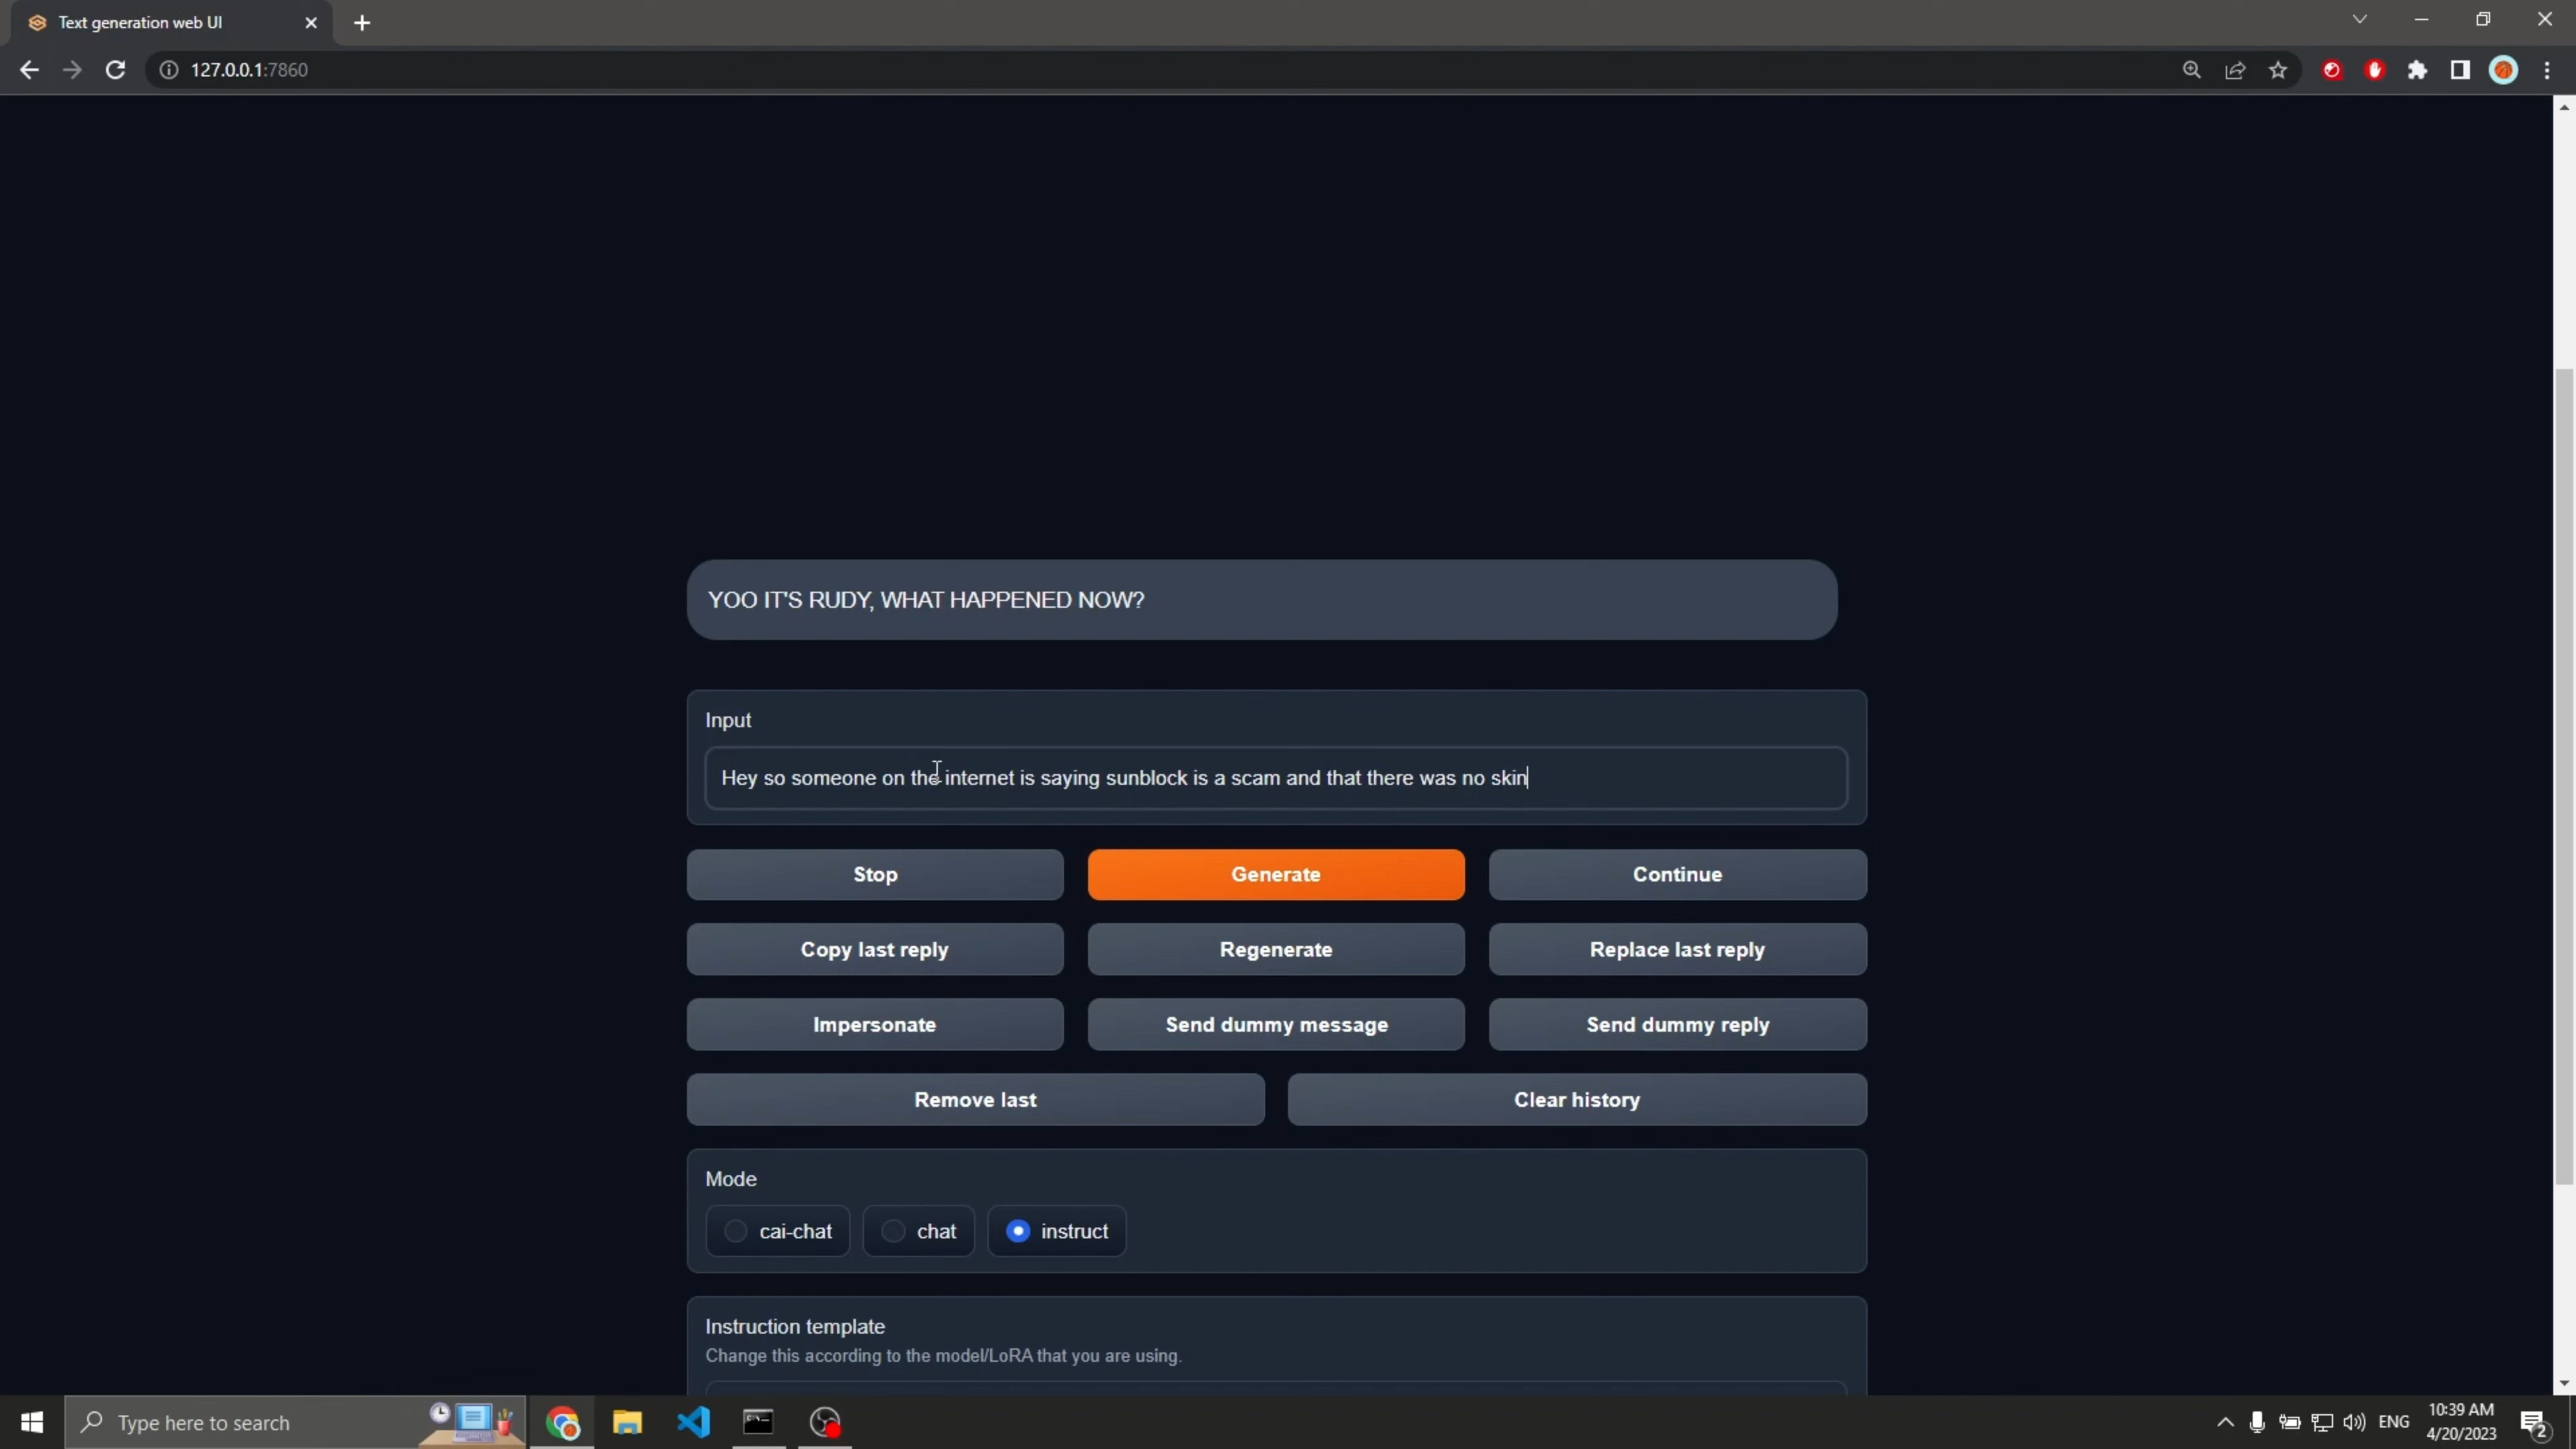 Text generation web UI
127.0.0.1:7860
YOO IT'S RUDY, WHAT HAPPENED NOW?
Input
Hey so someone on the internet is saying sunblock is a scam and that there was no skin
Stop
Generate
Continue
Copy last reply
Regenerate
Replace last reply
Impersonate
Send dummy message
Send dummy reply
Remove last
Clear history
Mode
cai-chat
chat
instruct
Instruction template
Change this according to the model/LoRA that you are using.
Type here to search
ENG
10:39 AM
4/20/2023
2